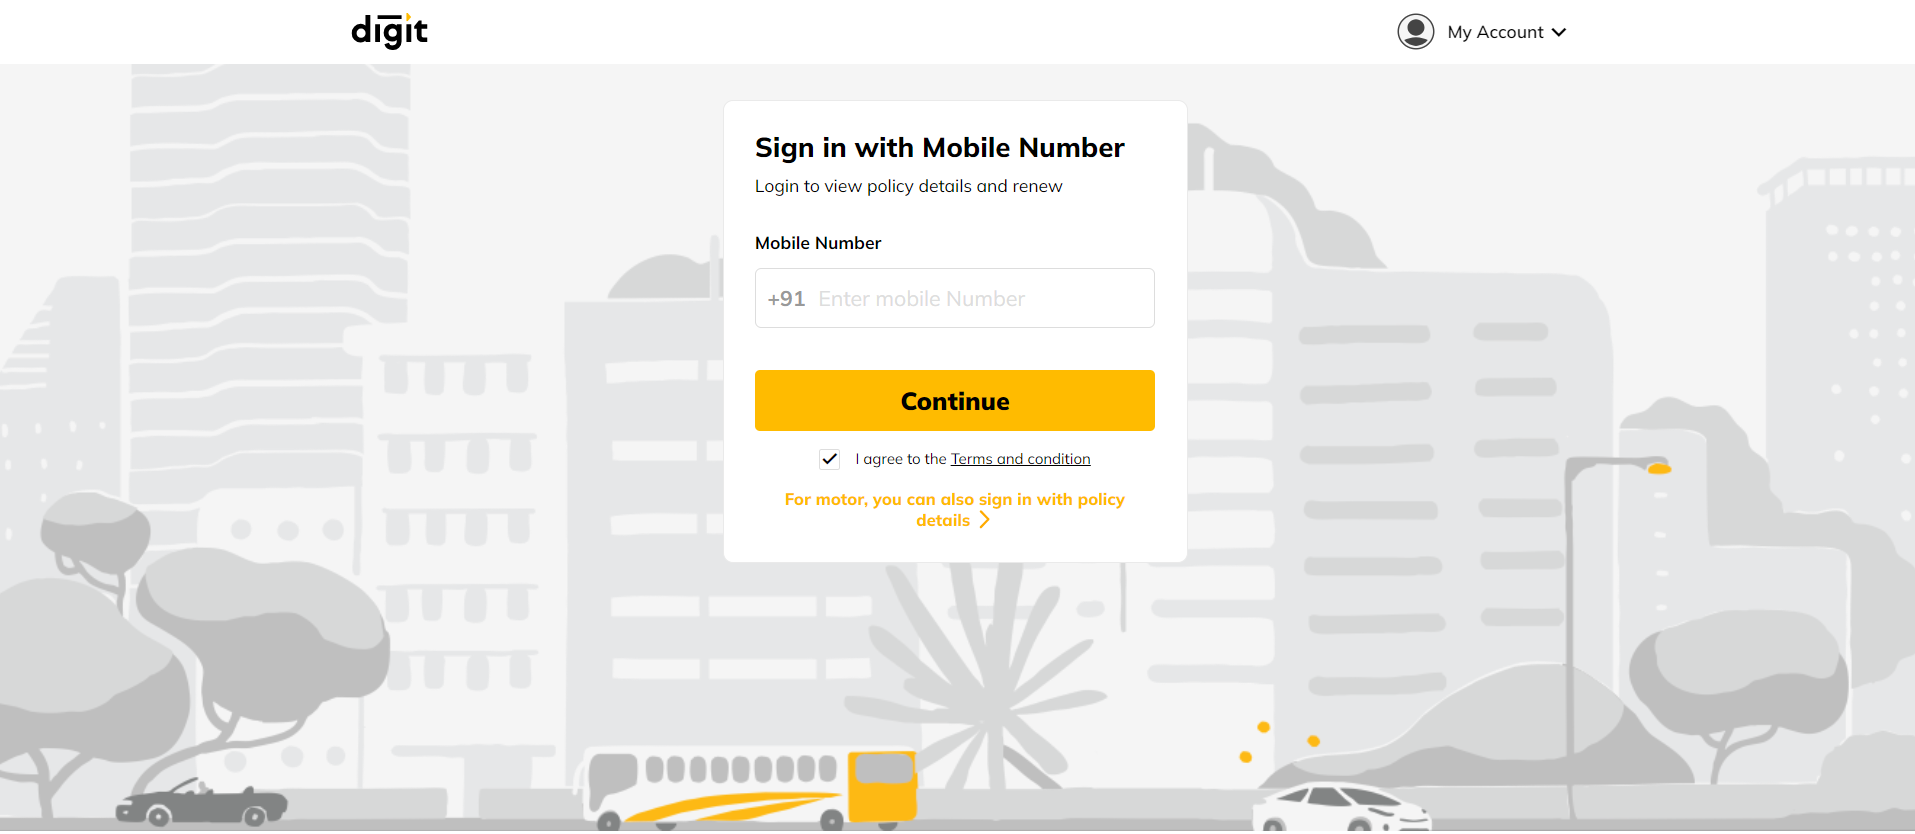 digit
My Account
Sign in with Mobile Number
Login to view policy details and renew
Mobile Number
+91 Enter mobile Number
Continue
I agree to the Terms and condition
For motor, you can also sign in with policy
details